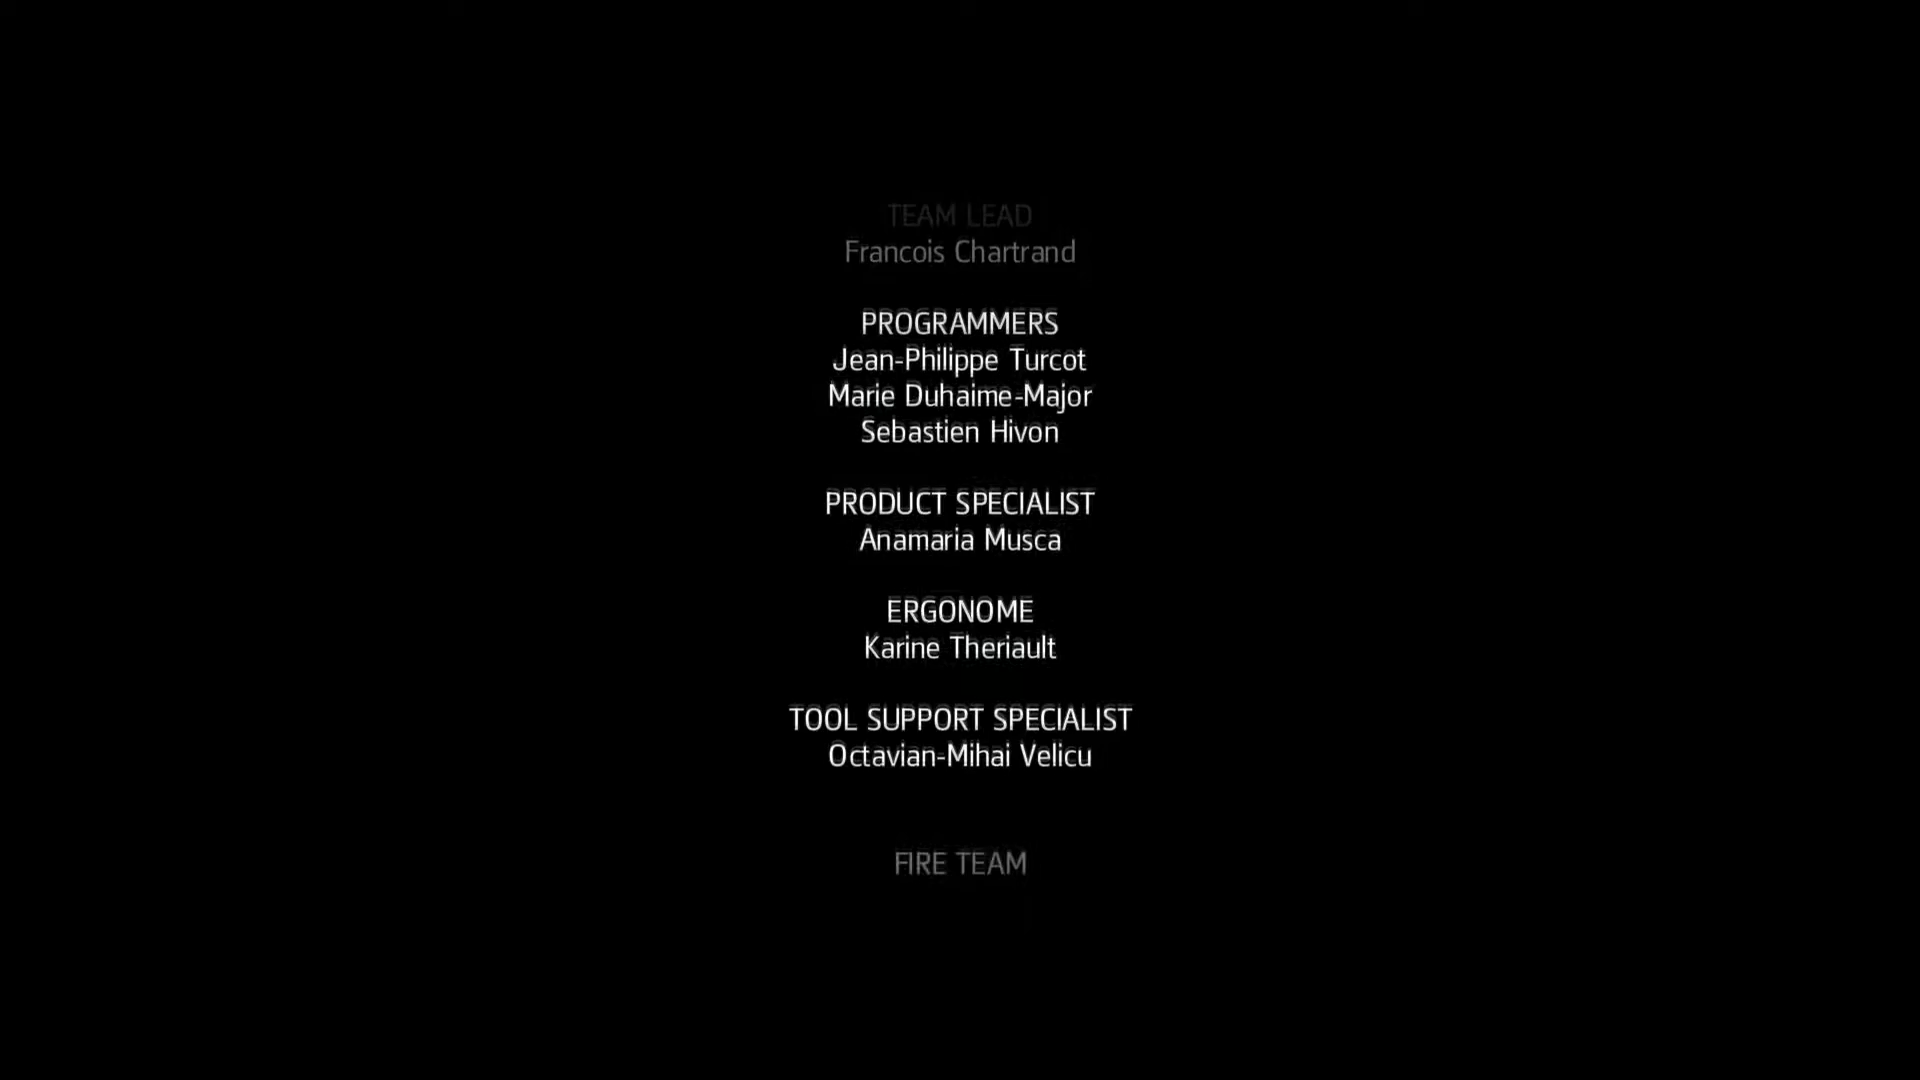 TEAM LEAD
Francois Chartrand
PROGRAMMERS
Jean-Philippe Turcot
Marie Duhaime-Major
Sebastien Hivon
PRODUCT SPECIALIST
Anamaria Musca
ERGONOME
Karine Theriault
TOOL SUPPORT SPECIALIST
Octavian-Mihai Velicu
FIRE TEAM